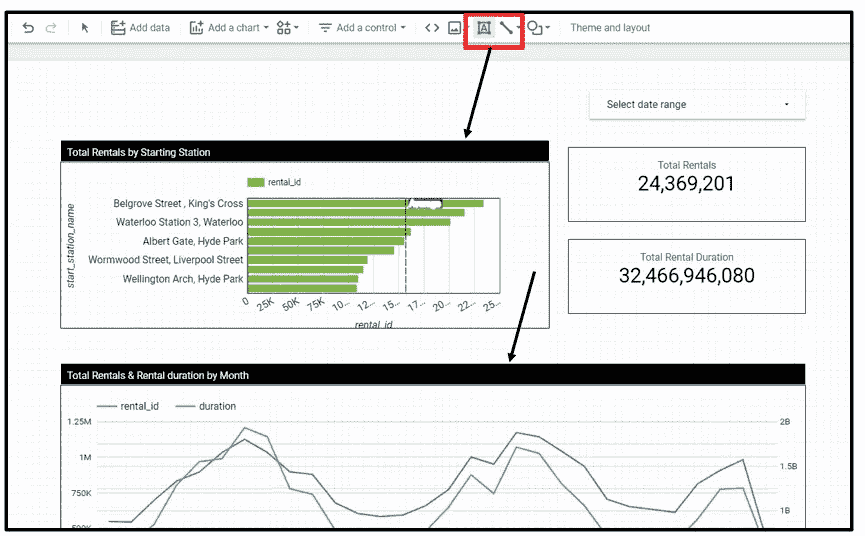 Add data Add a chart Add a control A Theme and layout
Select date range
Total Rentals by Starting Station
rental_id
start_station_name
Belgrove Street , King's Cross
Waterloo Station 3, Waterloo
Albert Gate, Hyde Park
Wormwood Street, Liverpool Street
Wellington Arch, Hyde Park
0 25K 50K 75K 10... 12... 15... 17... 20... 22... 25...
rental_id
Total Rentals
24,369,201
Total Rental Duration
32,466,946,080
Total Rentals & Rental duration by Month
rental_id duration
1.25M 2B
1M 1.5B
750K 1B
500K